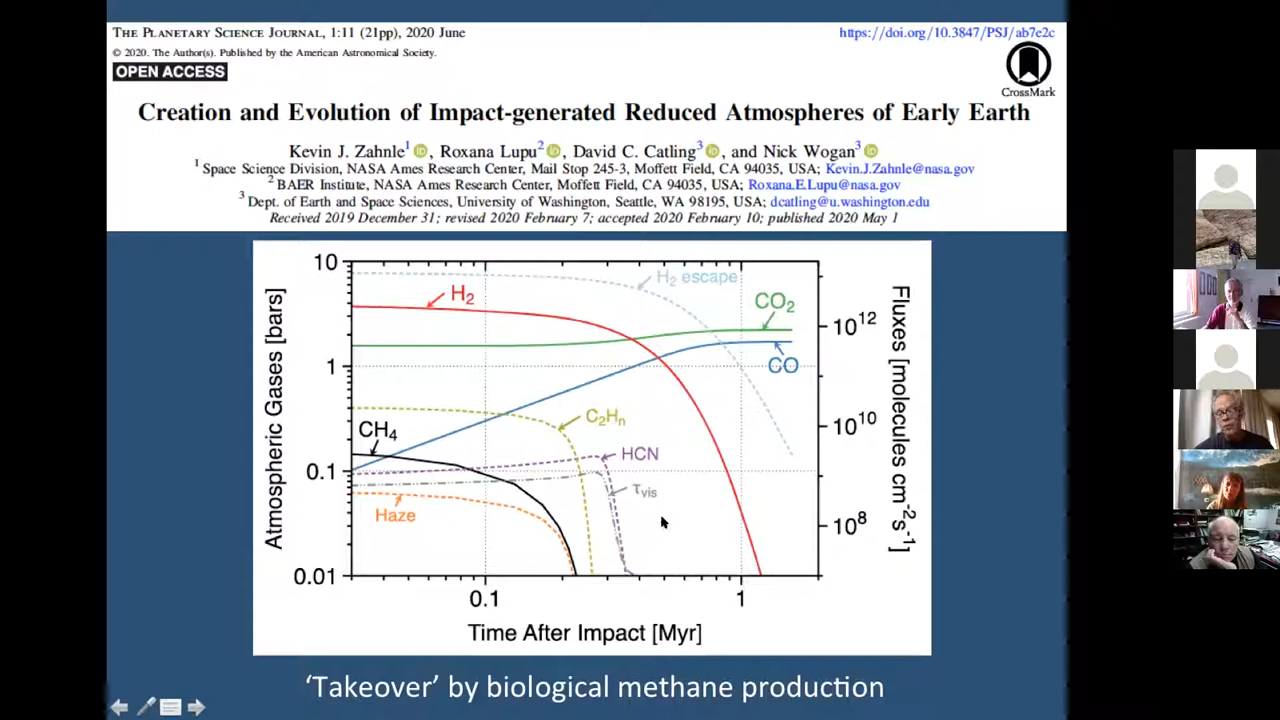 THE PLANETARY SCIENCE JOURNAL, 1:11 (21pp), 2020 June
https://doi.org/10.3847/PSJ/ab7e2c
© 2020. The Author(s). Published by the American Astronomical Society.
OPEN ACCESS
CrossMark
Creation and Evolution of Impact-generated Reduced Atmospheres of Early Earth
Kevin J. Zahnle1, Roxana Lupu2, David C. Catling3, and Nick Wogan3
1 Space Science Division, NASA Ames Research Center, Mail Stop 245-3, Moffett Field, CA 94035, USA; Kevin.J.Zahnle@nasa.gov
2 BAER Institute, NASA Ames Research Center, Moffett Field, CA 94035, USA; Roxana.E.Lupu@nasa.gov
3 Dept. of Earth and Space Sciences, University of Washington, Seattle, WA 98195, USA; dcatling@u.washington.edu
Received 2019 December 31; revised 2020 February 7; accepted 2020 February 10; published 2020 May 1
Atmospheric Gases [bars]
10
1
0.1
0.01
H2
H2 escape
CO2
CO
C2Hn
CH4
HCN
τvis
Haze
10^12
10^10
10^8
Fluxes [molecules cm^-2 s^-1]
0.1
1
Time After Impact [Myr]
‘Takeover’ by biological methane production